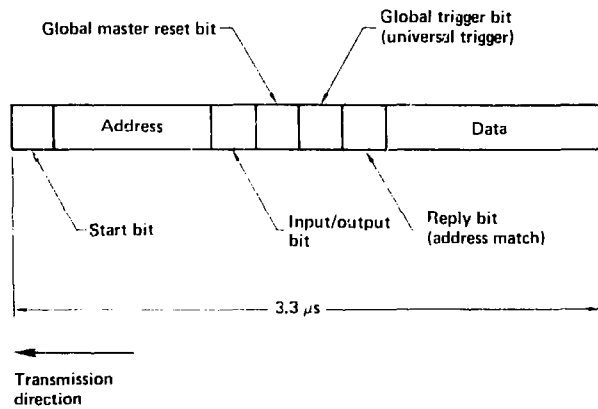 Global master reset bit
Global trigger bit
(universal trigger)
Address
Data
Start bit
Input/output
bit
Reply bit
(address match)
3.3 μs
Transmission
direction